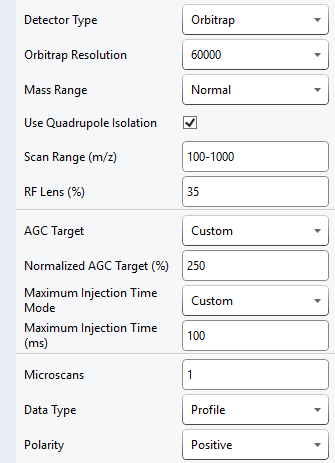 Detector Type Orbitrap
Orbitrap Resolution 60000
Mass Range Normal
Use Quadrupole Isolation
Scan Range (m/z) 100-1000
RF Lens (%) 35
AGC Target Custom
Normalized AGC Target (%) 250
Maximum Injection Time
Mode Custom
Maximum Injection Time
(ms) 100
Microscans 1
Data Type Profile
Polarity Positive